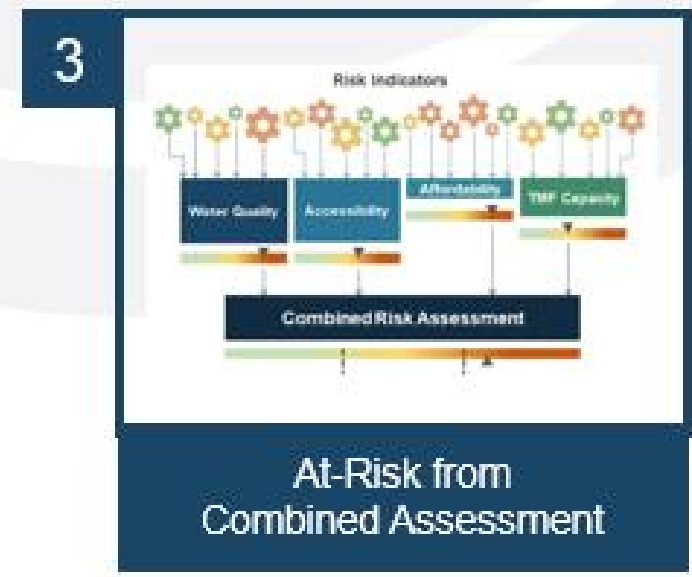 3
Risk Indicators
Water Quality
Accessibility
Affordability
TMF Capacity
Combined Risk Assessment
At-Risk from
Combined Assessment